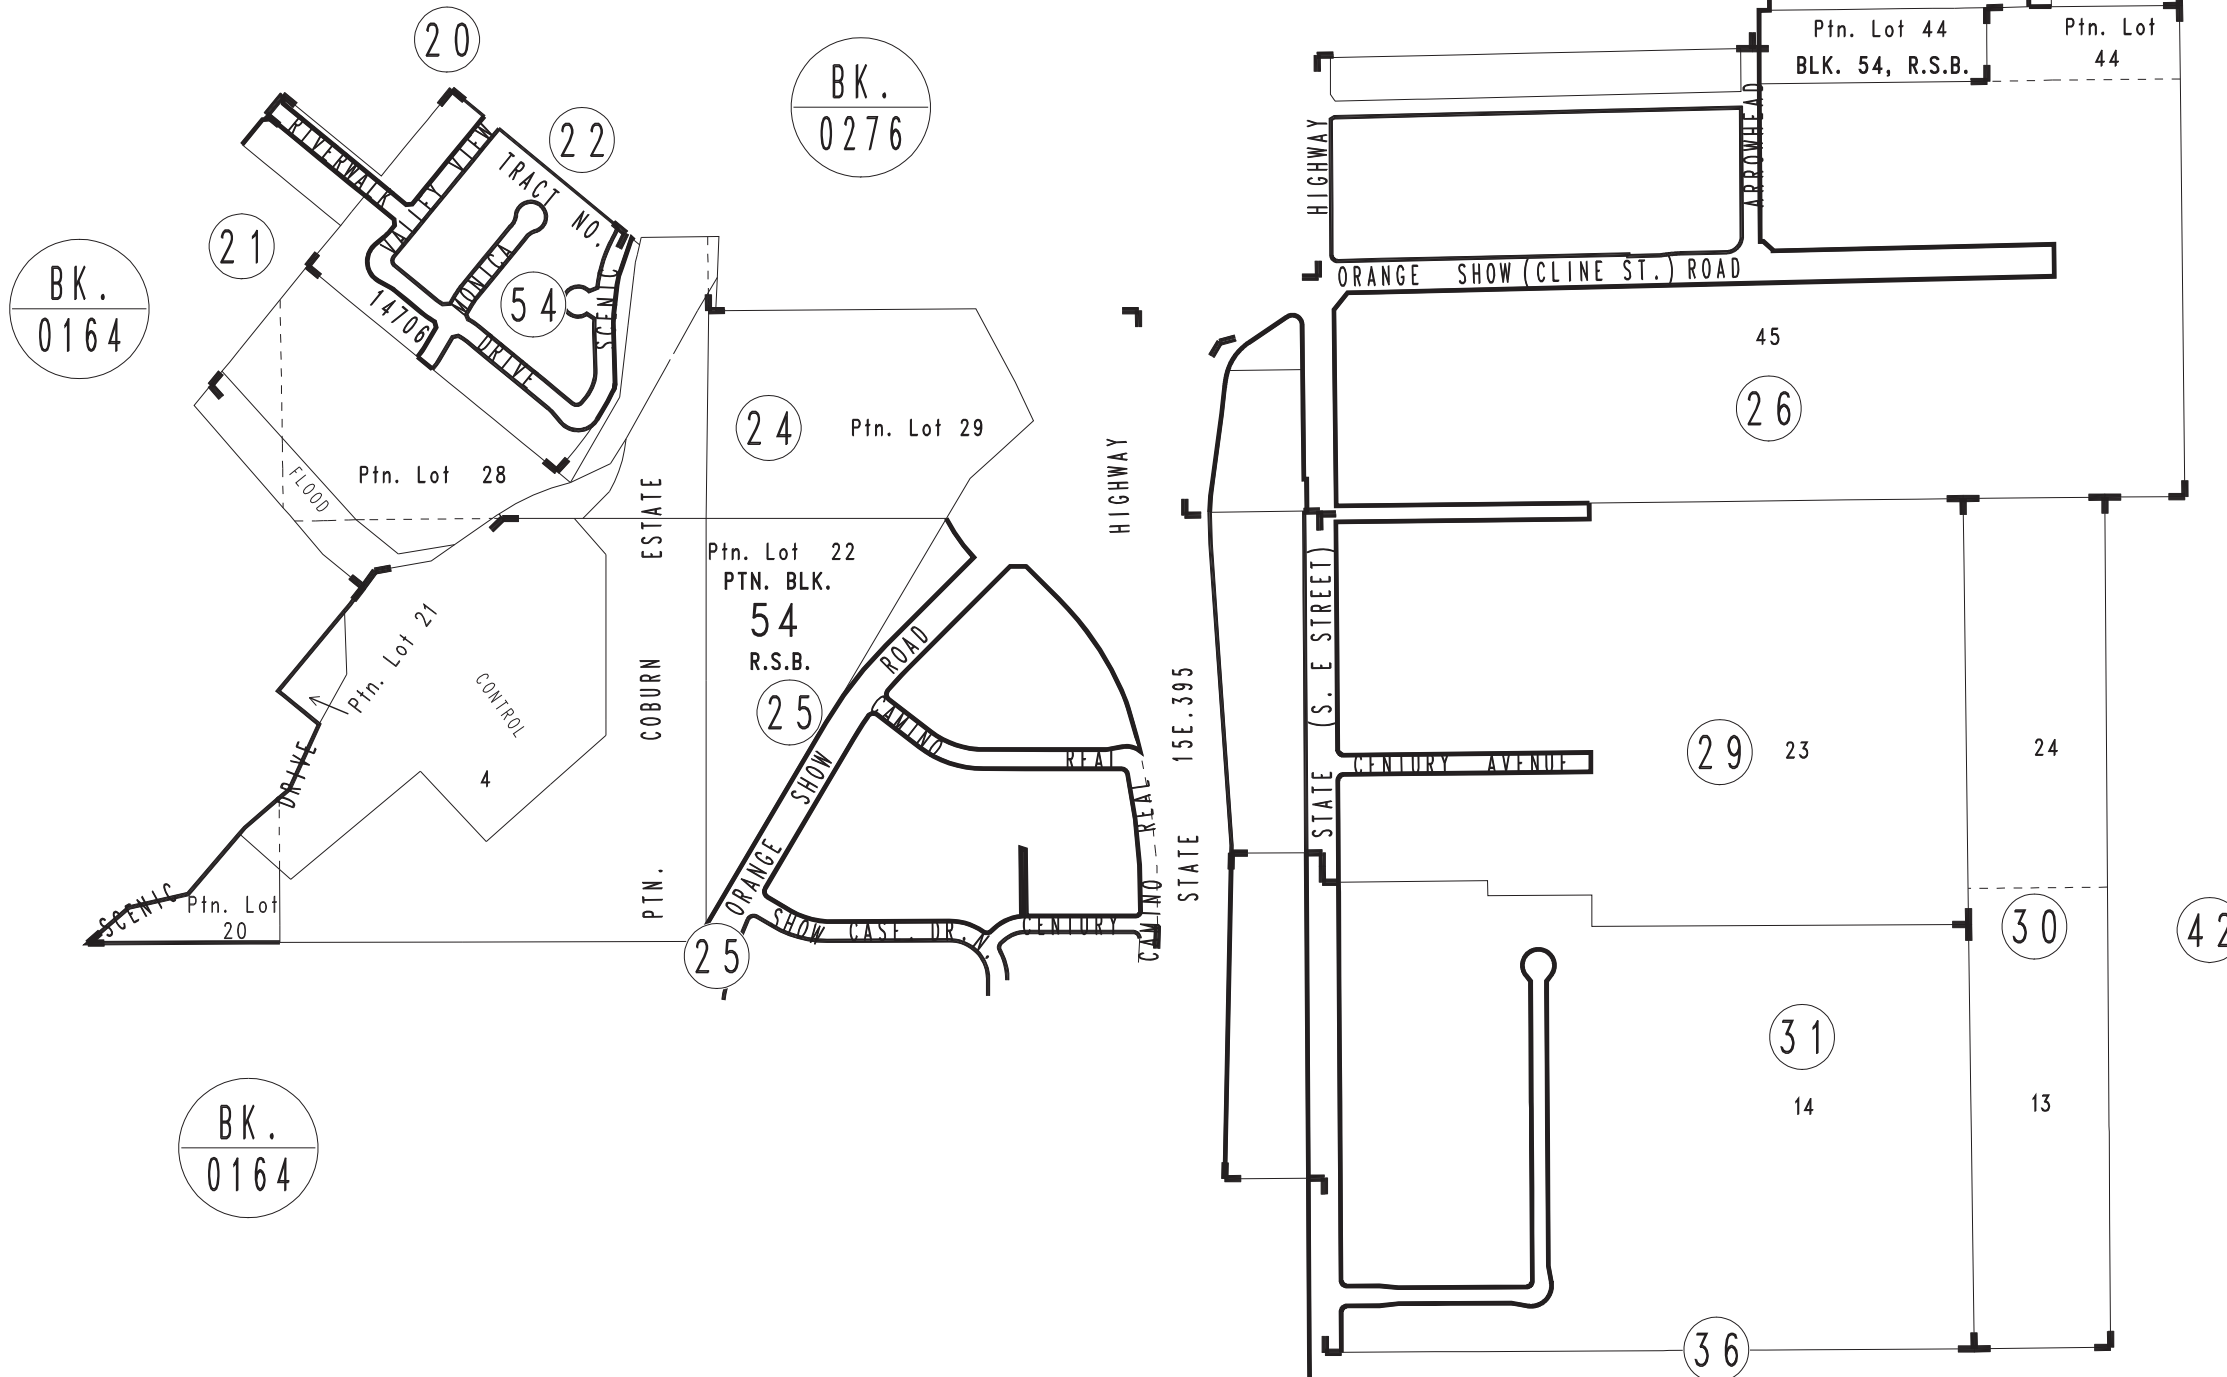 20
BK.
0276
Ptn. Lot 44
BLK. 54, R.S.B.
Ptn. Lot
44
22
RIVERWALK
VALLEY VIEW
TRACT NO.
14706
21
BK.
0164
54
SCENIC
DRIVE
HIGHWAY
ARROWHEAD
ORANGE SHOW (CLINE ST.) ROAD
45
26
24
Ptn. Lot 29
Ptn. Lot 28
FLOOD
HIGHWAY
PTN. COBURN ESTATE
Ptn. Lot 22
PTN. BLK.
54
R.S.B.
25
Ptn. Lot 21
CONTROL
4
SCENIC DRIVE
Ptn. Lot
20
ORANGE SHOW ROAD
CAMINO REAL
CAMINO REAL
STATE 15E.395
STATE (S. E STREET)
CENTURY AVENUE
29
23
24
SHOW CASE DR. N.
CENTURY
25
30
42
31
14
13
BK.
0164
36